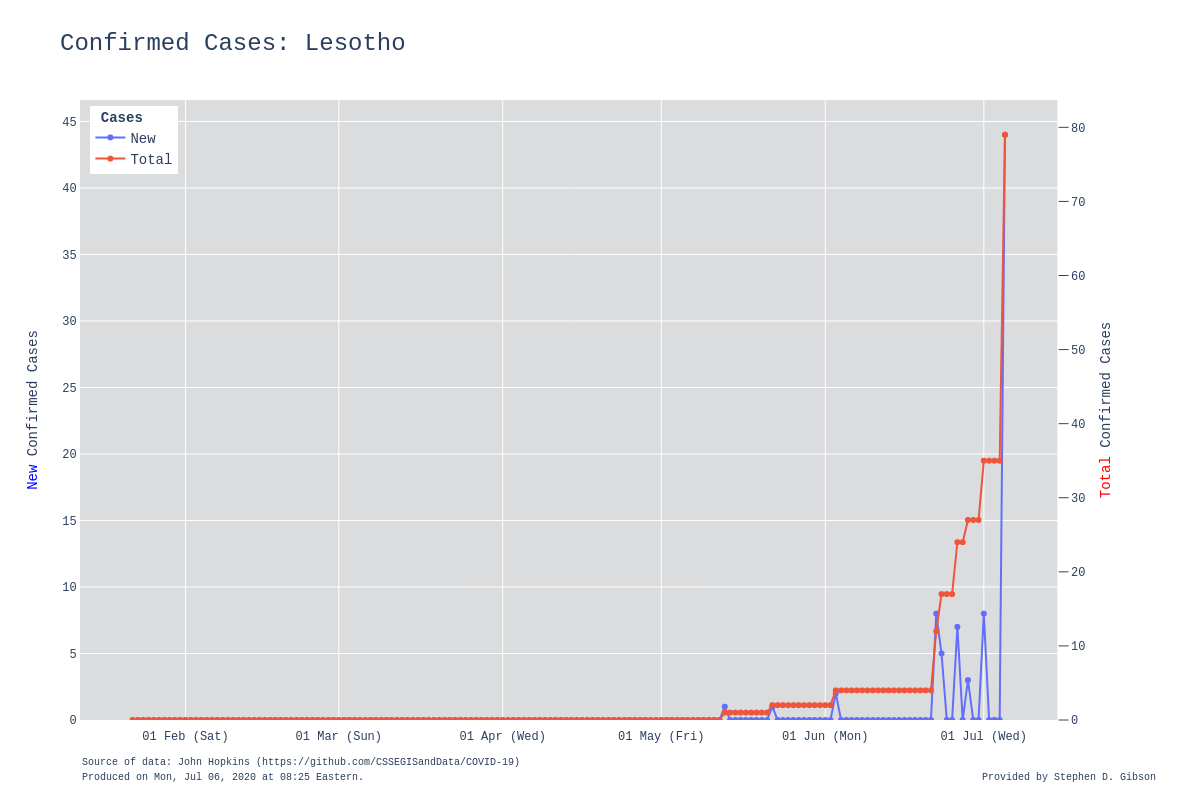 Confirmed Cases: Lesotho
Cases
New
Total
45
40
35
30
25
20
15
10
5
0
80
70
60
50
40
30
20
10
0
New Confirmed Cases
Total Confirmed Cases
01 Feb (Sat)
01 Mar (Sun)
01 Apr (Wed)
01 May (Fri)
01 Jun (Mon)
01 Jul (Wed)
Source of data: John Hopkins (https://github.com/CSSEGISandData/COVID-19)
Produced on Mon, Jul 06, 2020 at 08:25 Eastern.
Provided by Stephen D. Gibson